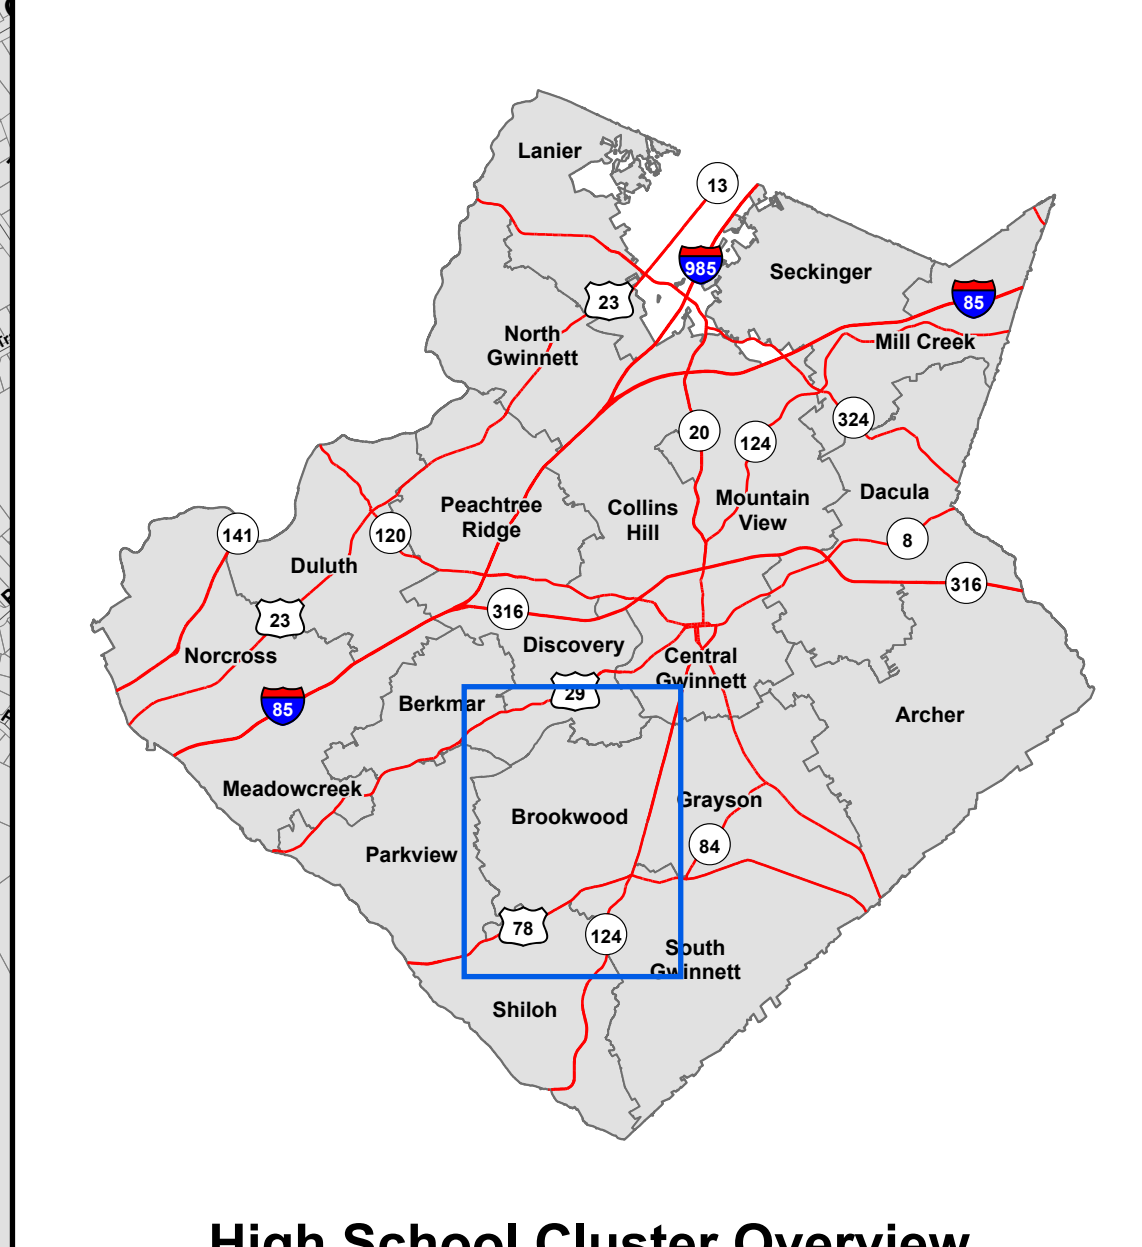 Lanier
13
985
Seckinger
23
85
North
Gwinnett
Mill Creek
324
20
124
Dacula
Peachtree
Ridge
Collins
Hill
Mountain
View
141
120
8
Duluth
316
316
23
Discovery
Norcross
Central
Gwinnett
29
85
Berkmar
Archer
Meadowcreek
Grayson
Brookwood
84
Parkview
78
124
South
Gwinnett
Shiloh
High School Cluster Overview